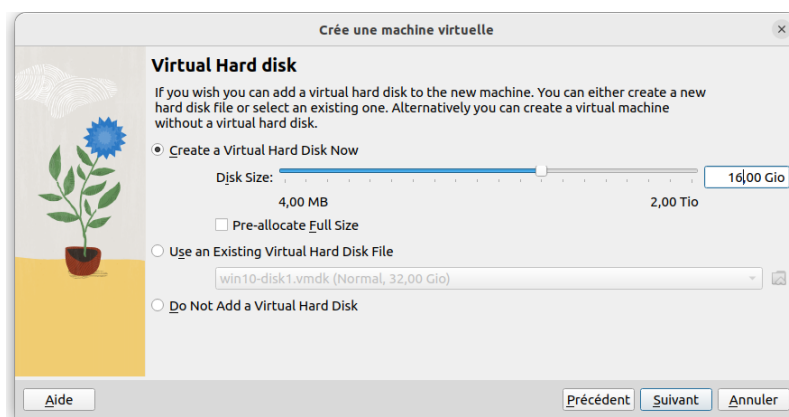 Crée une machine virtuelle
Virtual Hard disk
If you wish you can add a virtual hard disk to the new machine. You can either create a new
hard disk file or select an existing one. Alternatively you can create a virtual machine
without a virtual hard disk.
Create a Virtual Hard Disk Now
Disk Size:
16,00 Gio
4,00 MB
2,00 Tio
Pre-allocate Full Size
Use an Existing Virtual Hard Disk File
win10-disk1.vmdk (Normal, 32,00 Gio)
Do Not Add a Virtual Hard Disk
Aide
Précédent
Suivant
Annuler